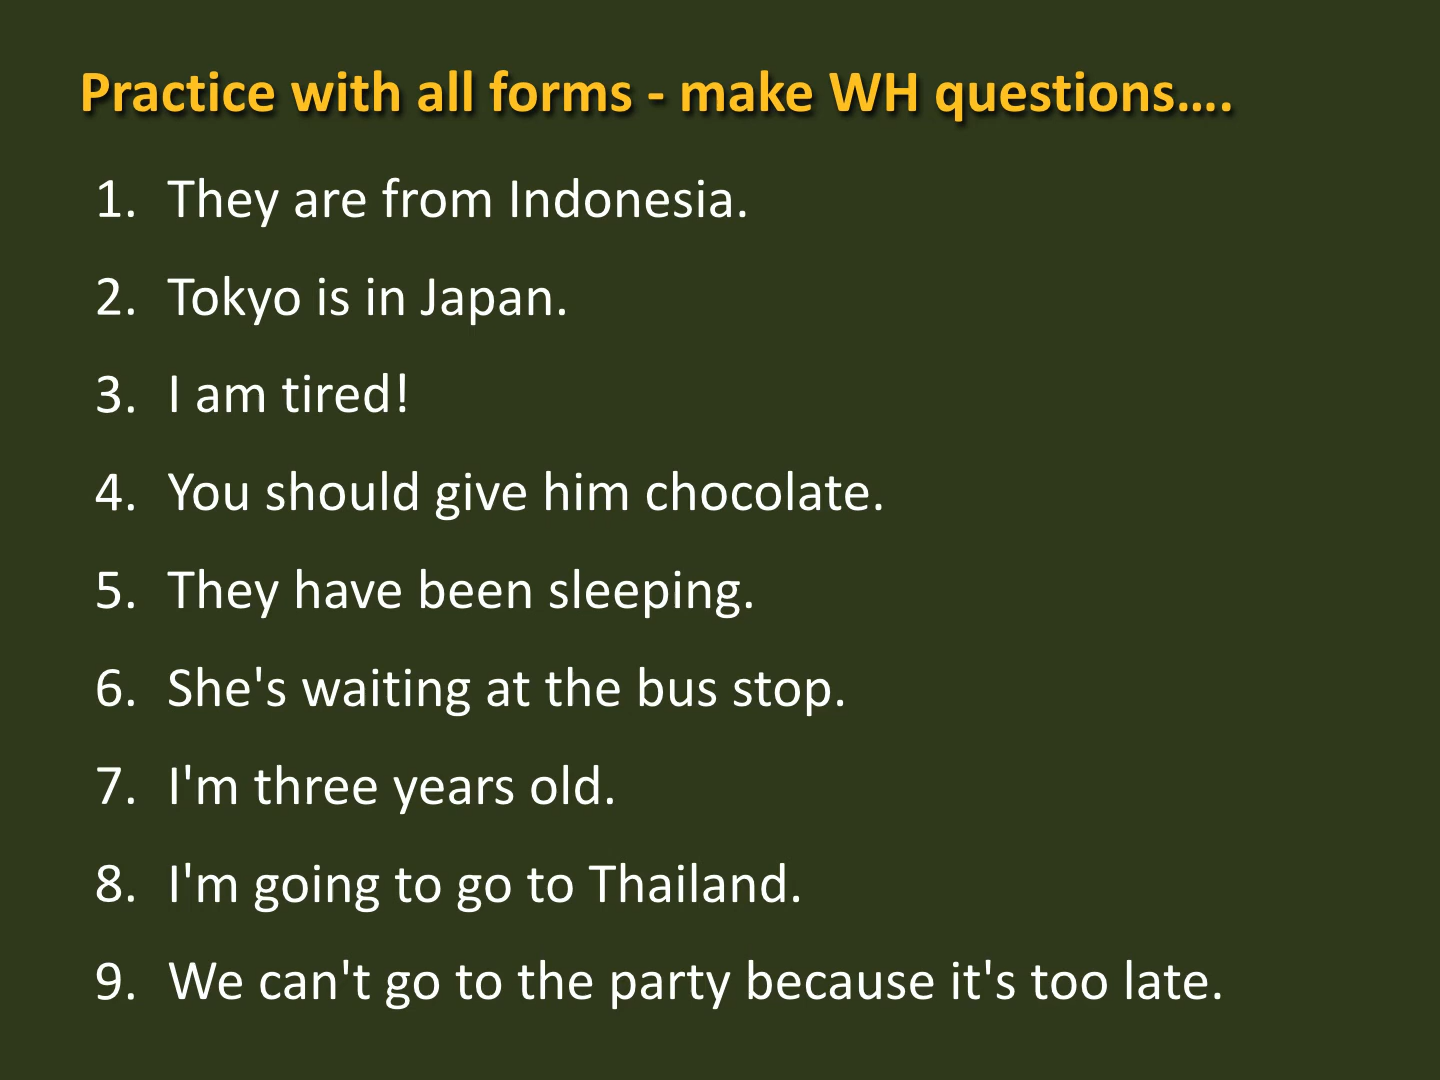 Practice with all forms - make WH questions….
1. They are from Indonesia.
2. Tokyo is in Japan.
3. I am tired!
4. You should give him chocolate.
5. They have been sleeping.
6. She's waiting at the bus stop.
7. I'm three years old.
8. I'm going to go to Thailand.
9. We can't go to the party because it's too late.